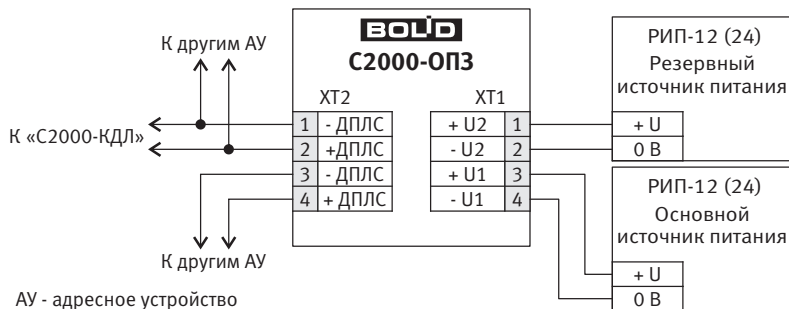 BOLID
С2000-ОПЗ
К другим АУ
К «С2000-КДЛ»
XT2
1 - ДПЛС
2 +ДПЛС
3 - ДПЛС
4 + ДПЛС
XT1
+ U2 1
- U2 2
+ U1 3
- U1 4
К другим АУ
АУ - адресное устройство
РИП-12 (24)
Резервный
источник питания
+ U
0 В
РИП-12 (24)
Основной
источник питания
+ U
0 В